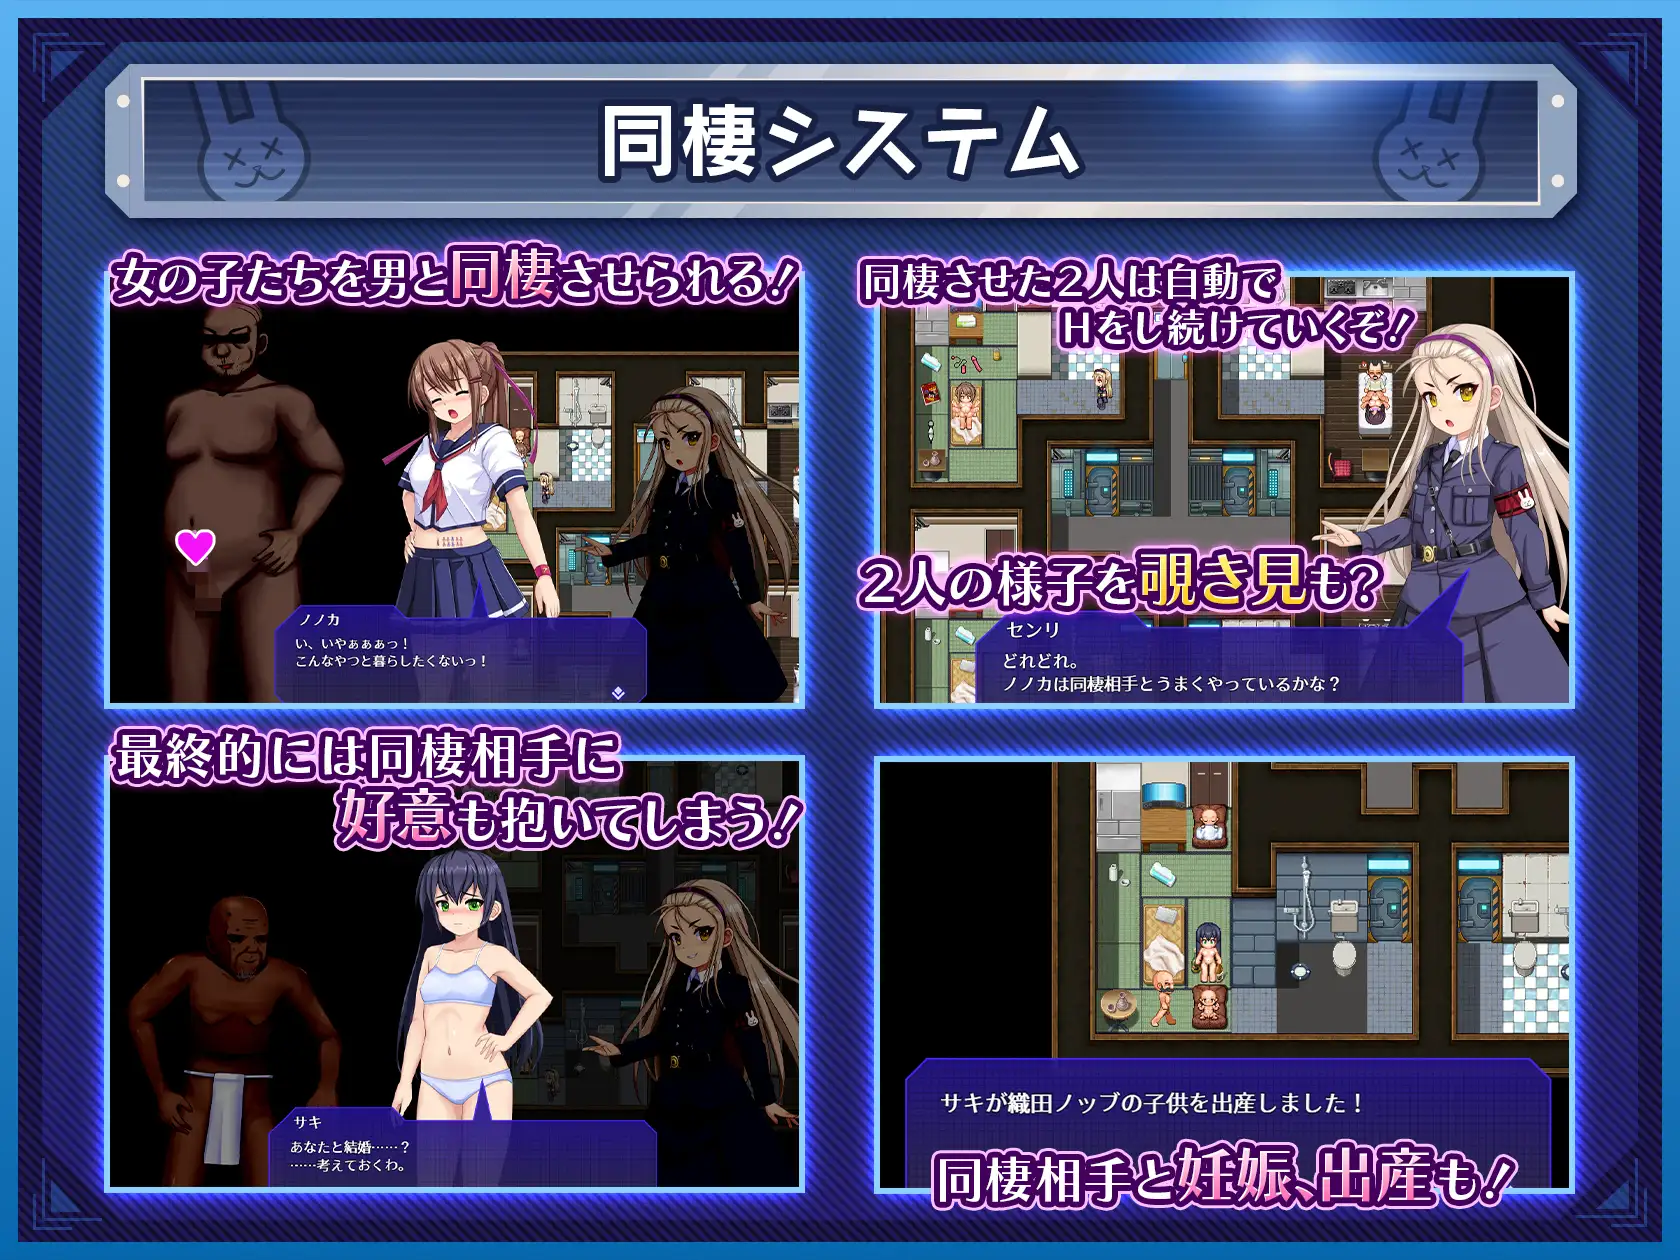 同棲システム
女の子たちを男と同棲させられる!
ノノカ
い、いやぁぁぁっ！
こんなやつと暮らしたくないっ！
同棲させた2人は自動で
Hをし続けていくぞ!
2人の様子を覗き見も?
センリ
どれどれ。
ノノカは同棲相手とうまくやっているかな？
最終的には同棲相手に
好意も抱いてしまう!
サキ
あなたと結婚……？
……考えておくわ。
サキが織田ノッブの子供を出産しました！
同棲相手と妊娠、出産も!